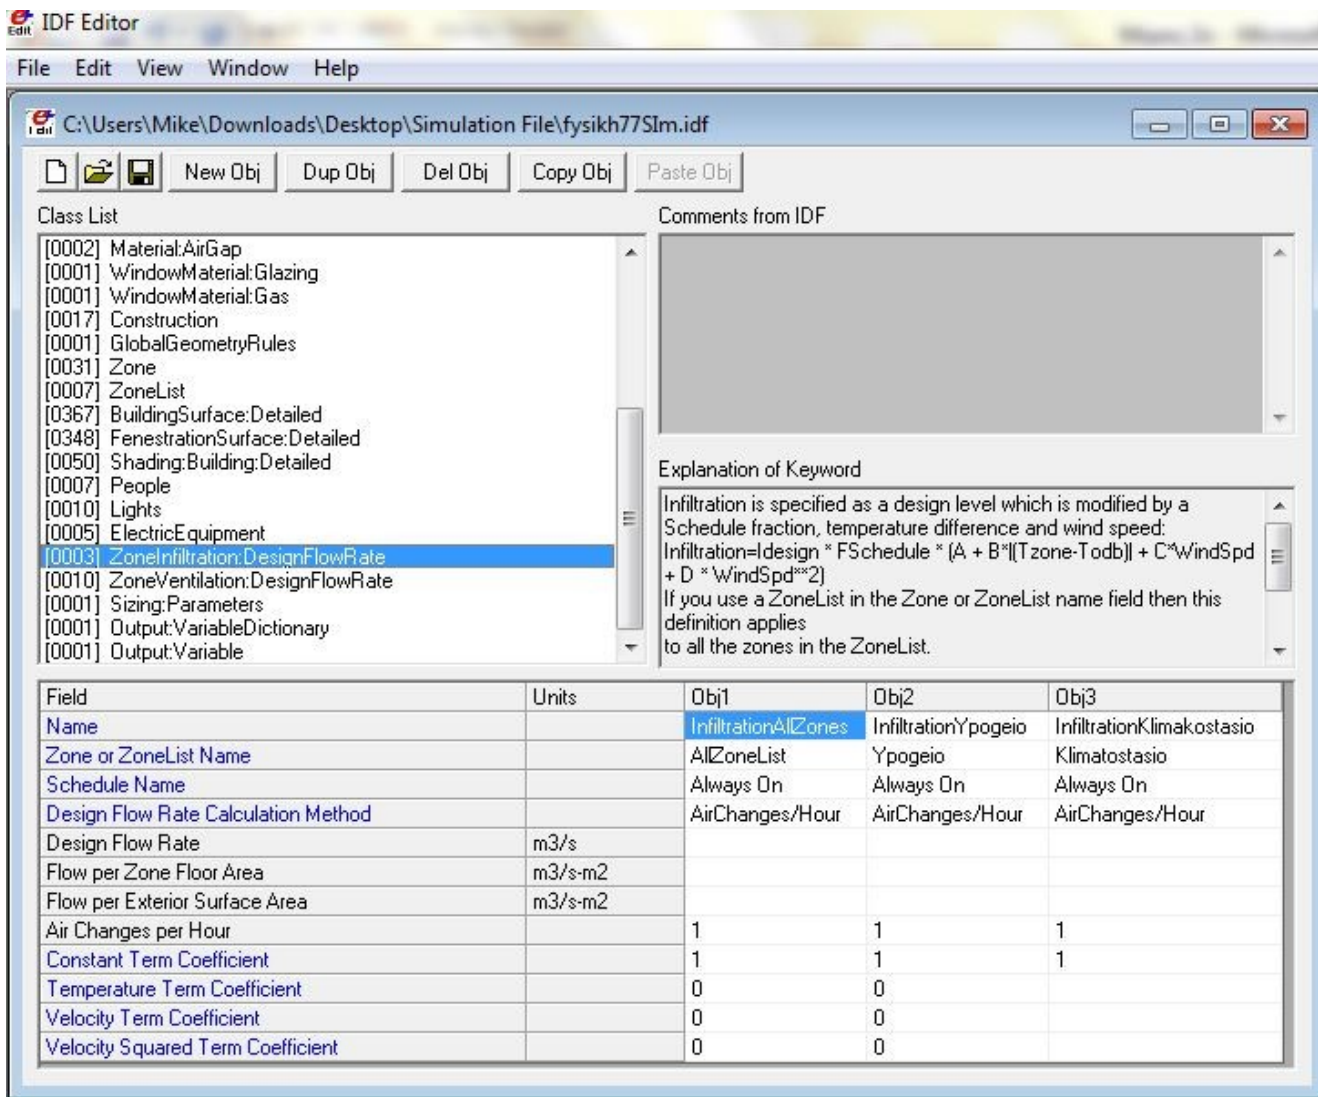 IDF Editor
File Edit View Window Help
C:\Users\Mike\Downloads\Desktop\Simulation File\fysikh77SIm.idf
New Obj Dup Obj Del Obj Copy Obj Paste Obj
Class List
Comments from IDF
[0002] Material:AirGap
[0001] WindowMaterial:Glazing
[0001] WindowMaterial:Gas
[0017] Construction
[0001] GlobalGeometryRules
[0031] Zone
[0007] ZoneList
[0367] BuildingSurface:Detailed
[0348] FenestrationSurface:Detailed
[0050] Shading:Building:Detailed
[0007] People
[0010] Lights
[0005] ElectricEquipment
[0003] ZoneInfiltration:DesignFlowRate
[0010] ZoneVentilation:DesignFlowRate
[0001] Sizing:Parameters
[0001] Output:VariableDictionary
[0001] Output:Variable
Explanation of Keyword
Infiltration is specified as a design level which is modified by a
Schedule fraction, temperature difference and wind speed:
Infiltration=Idesign * FSchedule * (A + B*|(Tzone-Todb)| + C*WindSpd
+ D * WindSpd**2)
If you use a ZoneList in the Zone or ZoneList name field then this
definition applies
to all the zones in the ZoneList.
Field Units Obj1 Obj2 Obj3
Name InfiltrationAllZones InfiltrationYpogeio InfiltrationKlimakostasio
Zone or ZoneList Name AllZoneList Ypogeio Klimatostasio
Schedule Name Always On Always On Always On
Design Flow Rate Calculation Method AirChanges/Hour AirChanges/Hour AirChanges/Hour
Design Flow Rate m3/s
Flow per Zone Floor Area m3/s-m2
Flow per Exterior Surface Area m3/s-m2
Air Changes per Hour 1 1 1
Constant Term Coefficient 1 1 1
Temperature Term Coefficient 0 0
Velocity Term Coefficient 0 0
Velocity Squared Term Coefficient 0 0